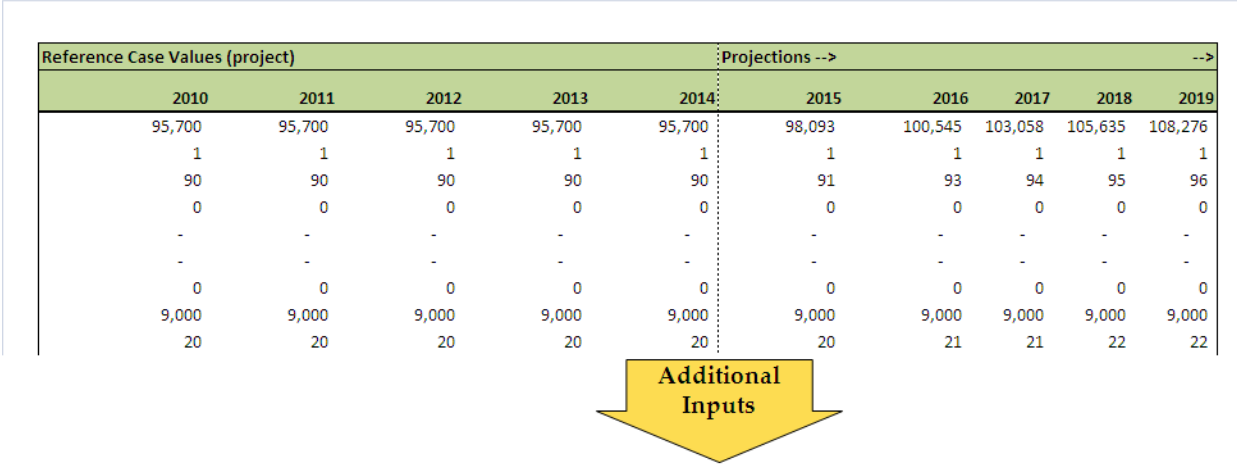 Reference Case Values (project) Projections --> -->
2010 2011 2012 2013 2014 2015 2016 2017 2018 2019
95,700 95,700 95,700 95,700 95,700 98,093 100,545 103,058 105,635 108,276
1 1 1 1 1 1 1 1 1 1
90 90 90 90 90 91 93 94 95 96
0 0 0 0 0 0 0 0 0 0
- - - - - - - - - -
- - - - - - - - - -
0 0 0 0 0 0 0 0 0 0
9,000 9,000 9,000 9,000 9,000 9,000 9,000 9,000 9,000 9,000
20 20 20 20 20 20 21 21 22 22
Additional
Inputs